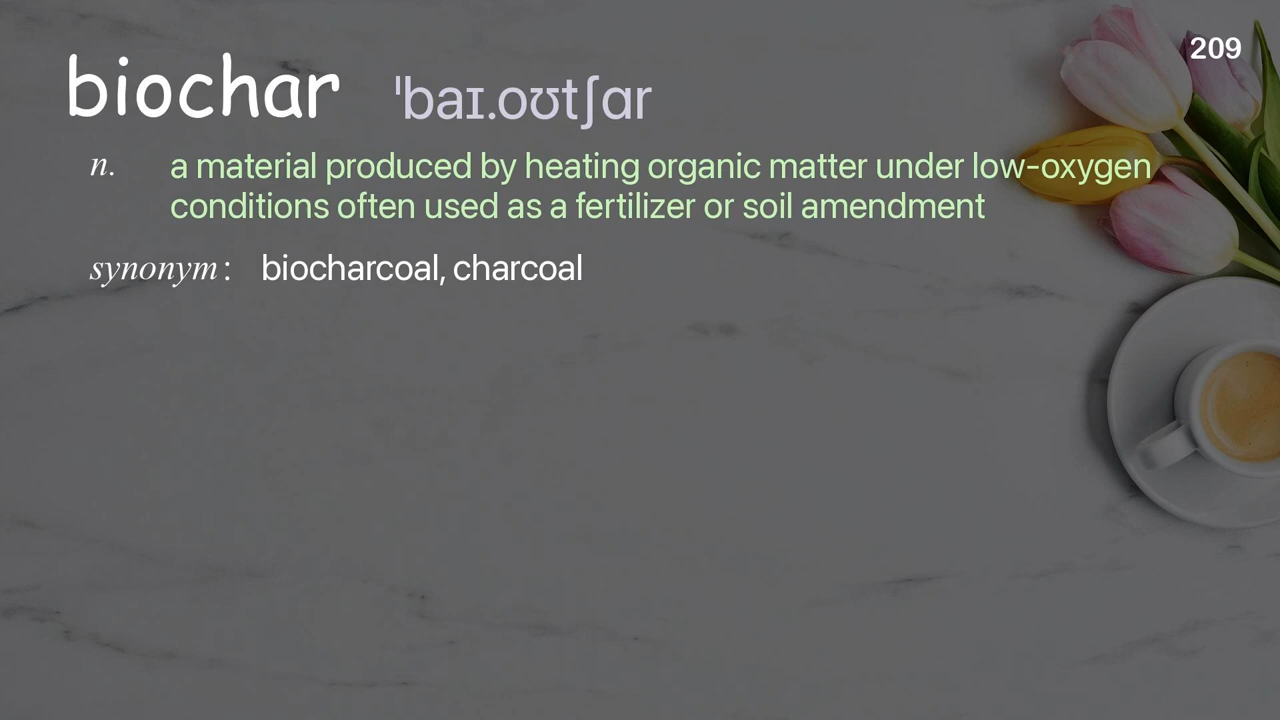 209
biochar ˈbaɪ.oʊtʃɑr
n. a material produced by heating organic matter under low-oxygen
conditions often used as a fertilizer or soil amendment
synonym: biocharcoal, charcoal